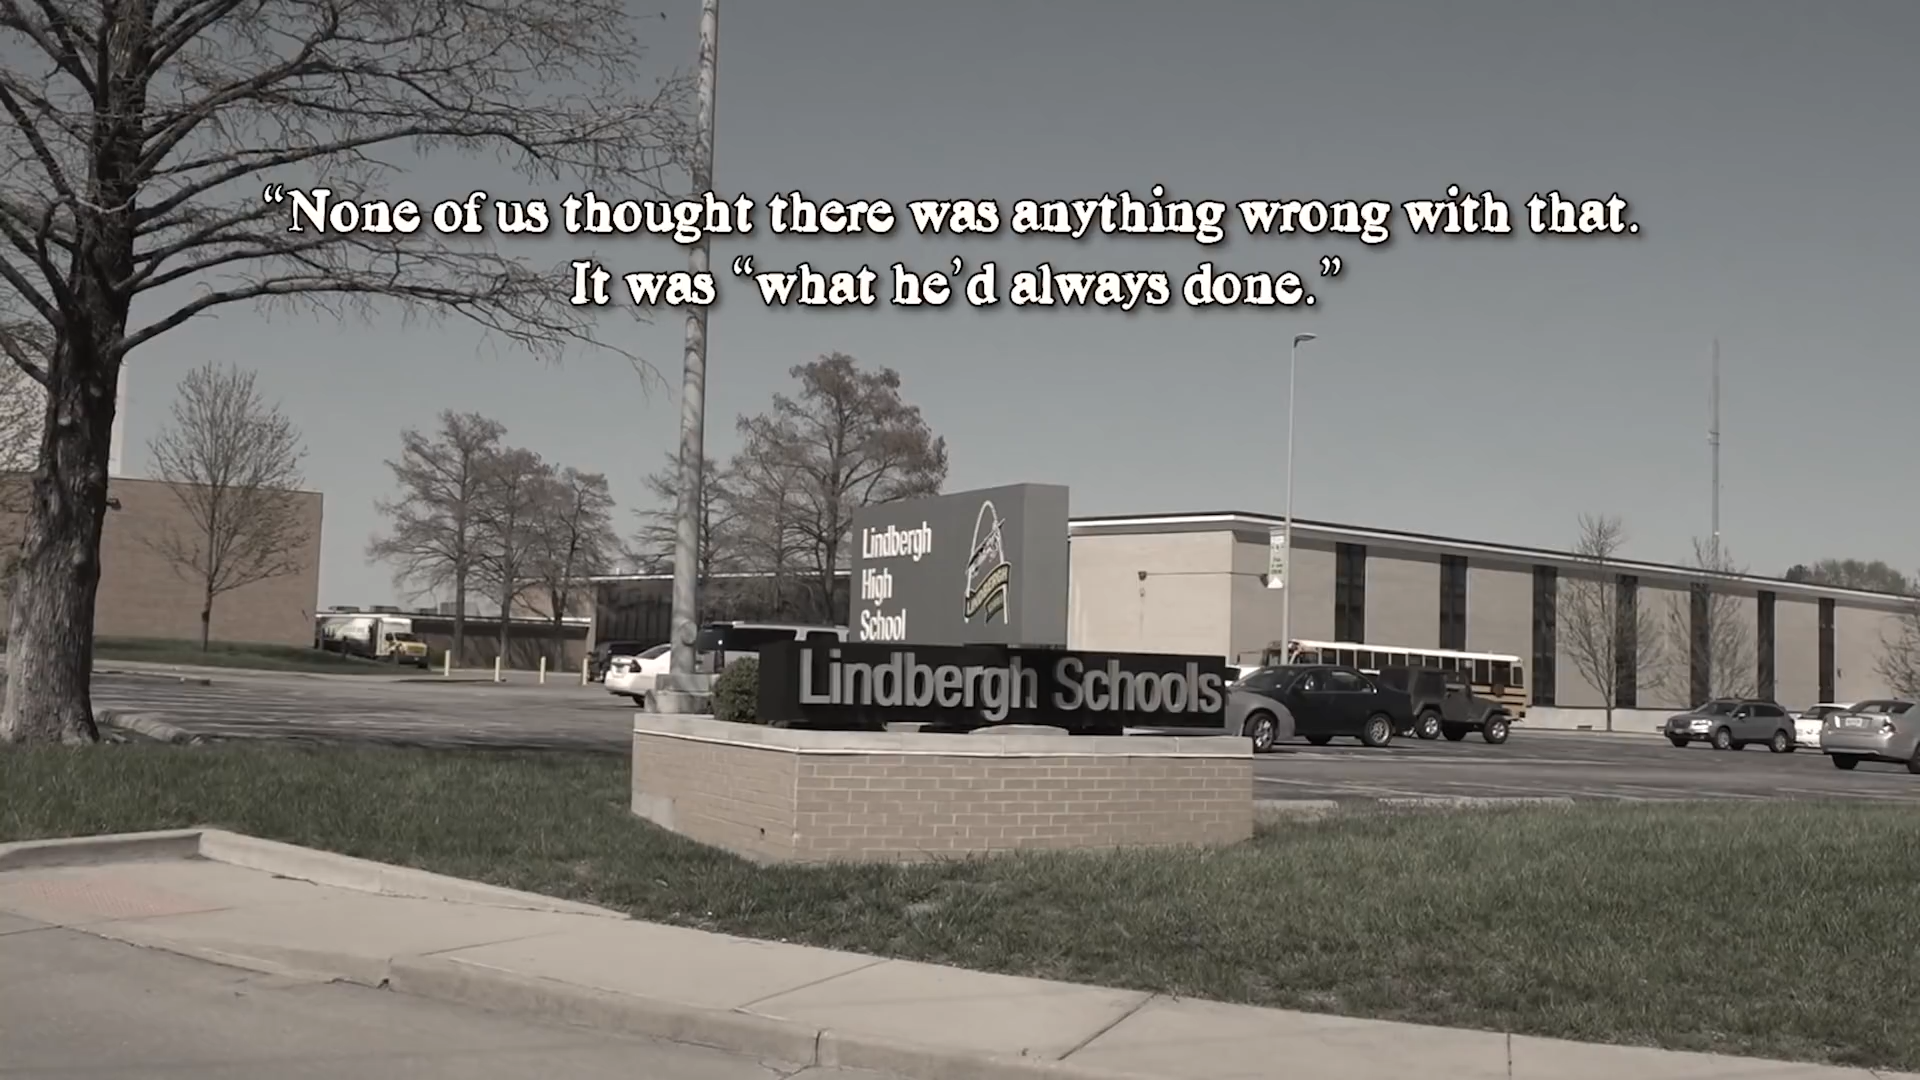 “None of us thought there was anything wrong with that.
It was “what he’d always done.”
Lindbergh
High
School
LINDBERGH
Lindbergh Schools